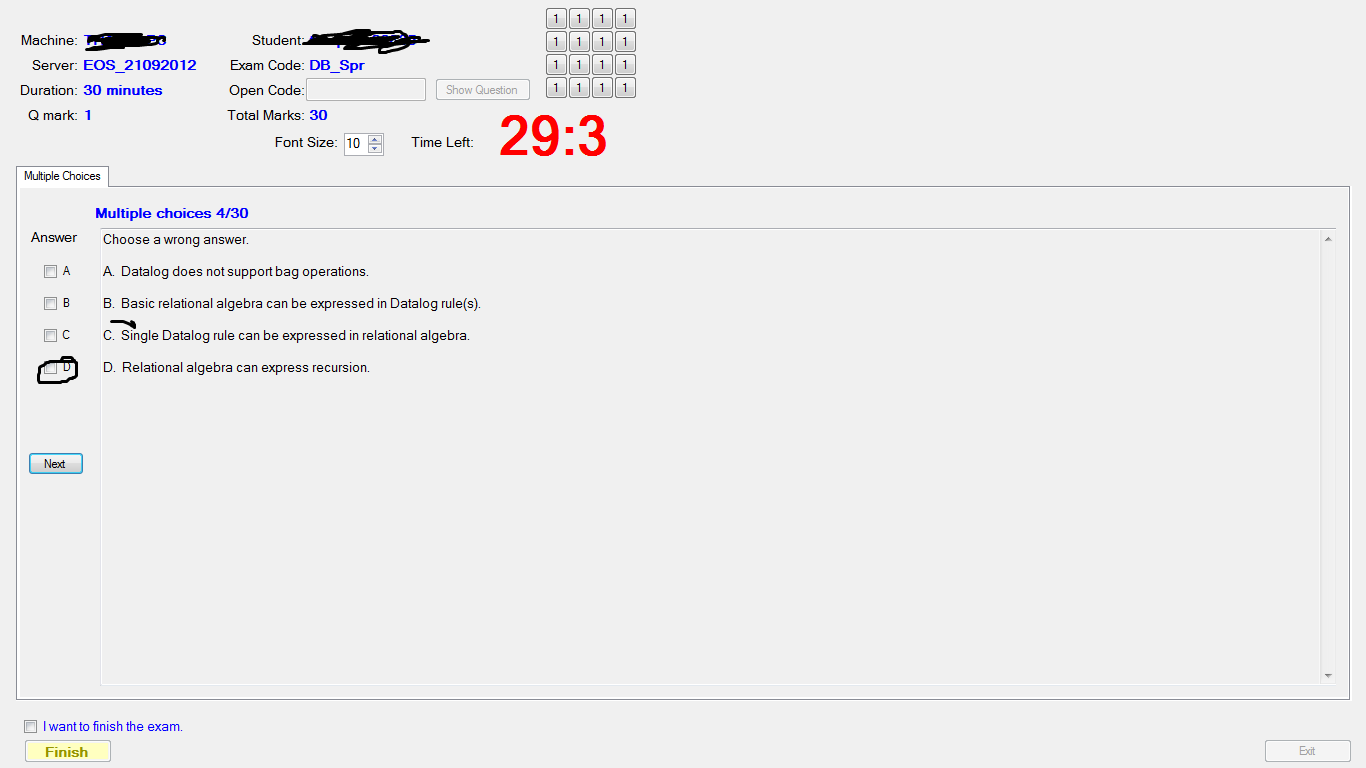 1 1 1 1
Machine: Student:
1 1 1 1
Server: EOS_21092012 Exam Code: DB_Spr
1 1 1 1
Duration: 30 minutes Open Code: Show Question
1 1 1 1
Q mark: 1 Total Marks: 30
Font Size: 10 Time Left: 29:3
Multiple Choices
Multiple choices 4/30
Answer
Choose a wrong answer.
A A. Datalog does not support bag operations.
B B. Basic relational algebra can be expressed in Datalog rule(s).
C C. Single Datalog rule can be expressed in relational algebra.
D D. Relational algebra can express recursion.
Next
I want to finish the exam.
Finish Exit